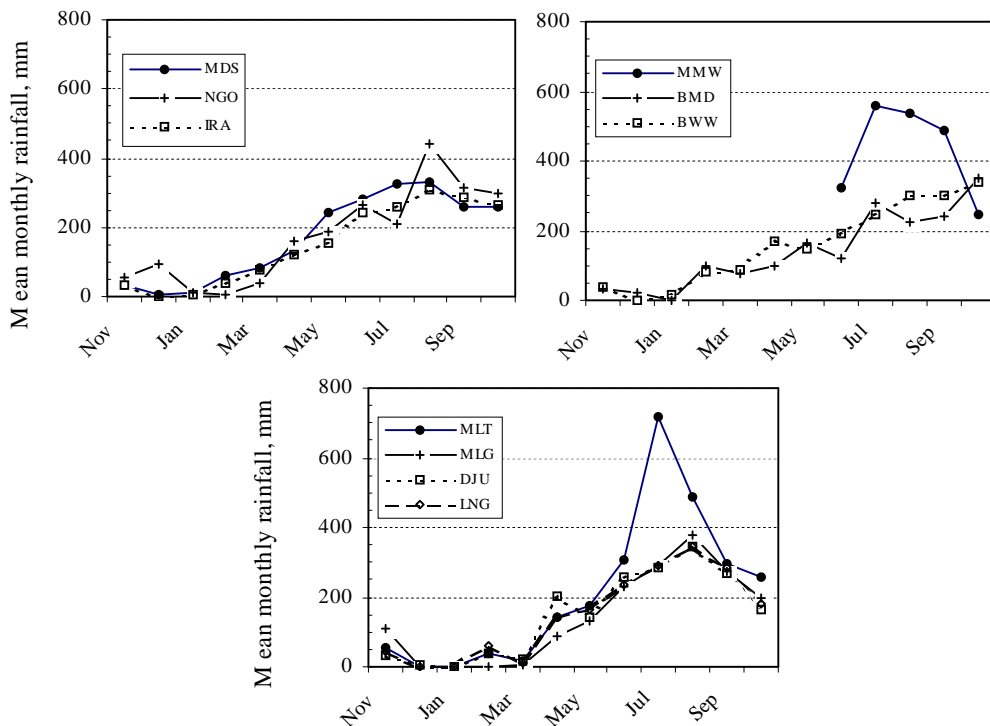 Mean monthly rainfall, mm
800
600
400
200
0
MDS
NGO
IRA
Nov
Jan
Mar
May
Jul
Sep
800
600
400
200
0
MMW
BMD
BWW
Nov
Jan
Mar
May
Jul
Sep
Mean monthly rainfall, mm
800
600
400
200
0
MLT
MLG
DJU
LNG
Nov
Jan
Mar
May
Jul
Sep